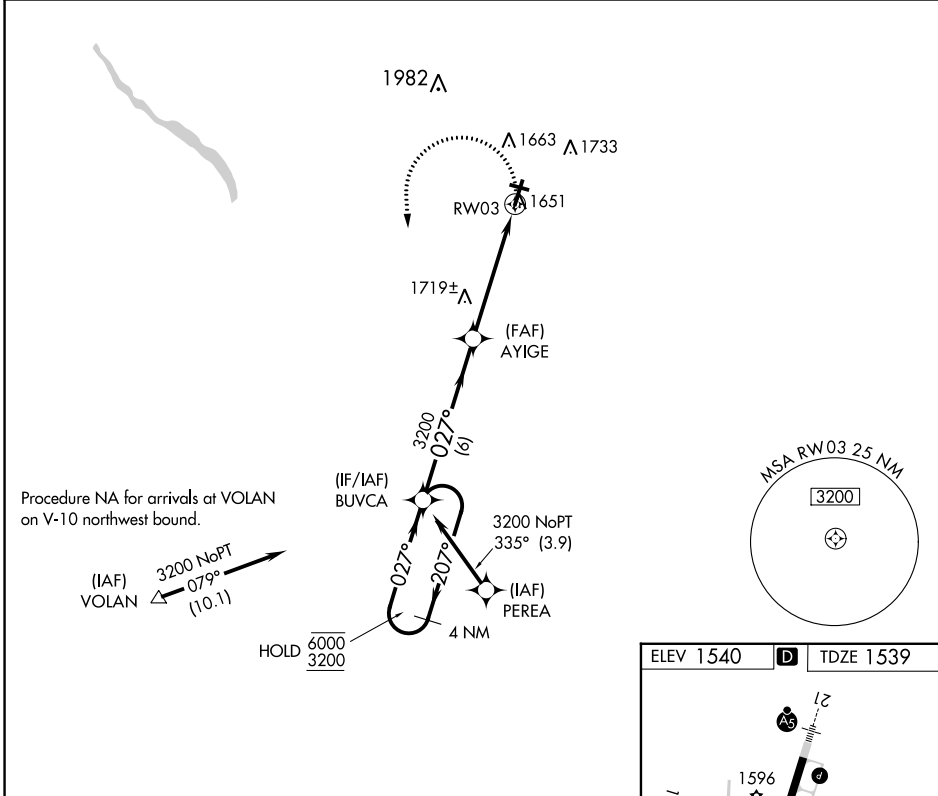 1982
1663
1733
RW03
1651
1719±
(FAF)
AYIGE
3200
027°
(6)
(IF/IAF)
BUVCA
MSA RW03 25 NM
3200
Procedure NA for arrivals at VOLAN
on V-10 northwest bound.
3200 NoPT
335° (3.9)
3200 NoPT
079°
(10.1)
(IAF)
VOLAN
027°
207°
(IAF)
PEREA
4 NM
HOLD 6000
3200
ELEV 1540 D TDZE 1539
21
A5
1596
P